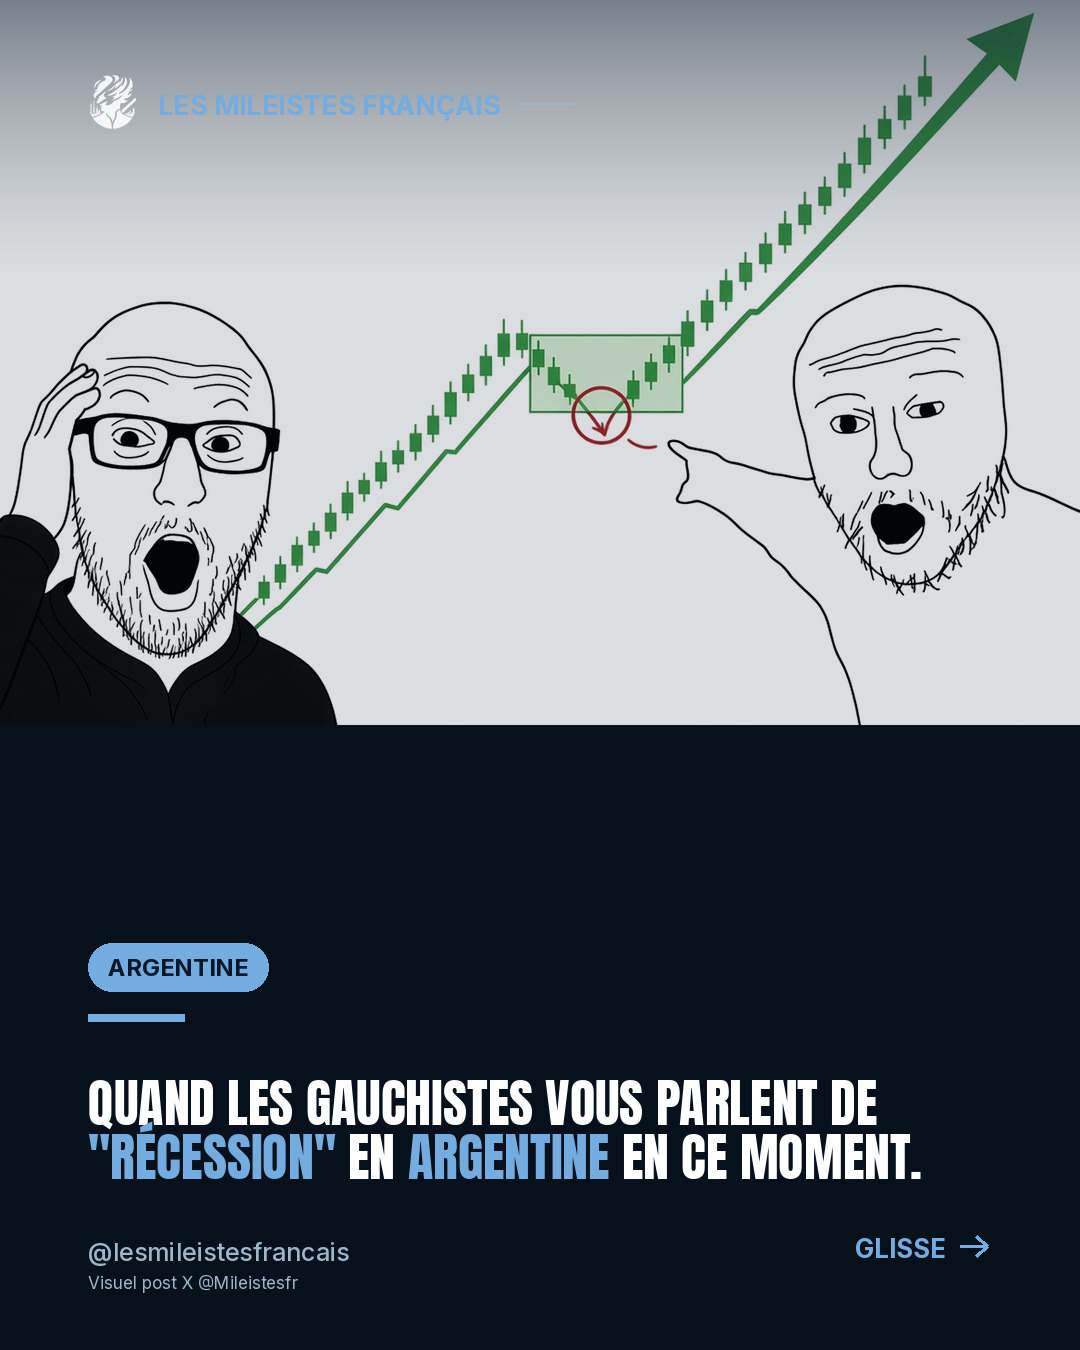 LES MILEISTES FRANÇAIS
ARGENTINE
QUAND LES GAUCHISTES VOUS PARLENT DE
"RÉCESSION" EN ARGENTINE EN CE MOMENT.
@lesmileistesfrancais
Visuel post X @Mileistesfr
GLISSE →